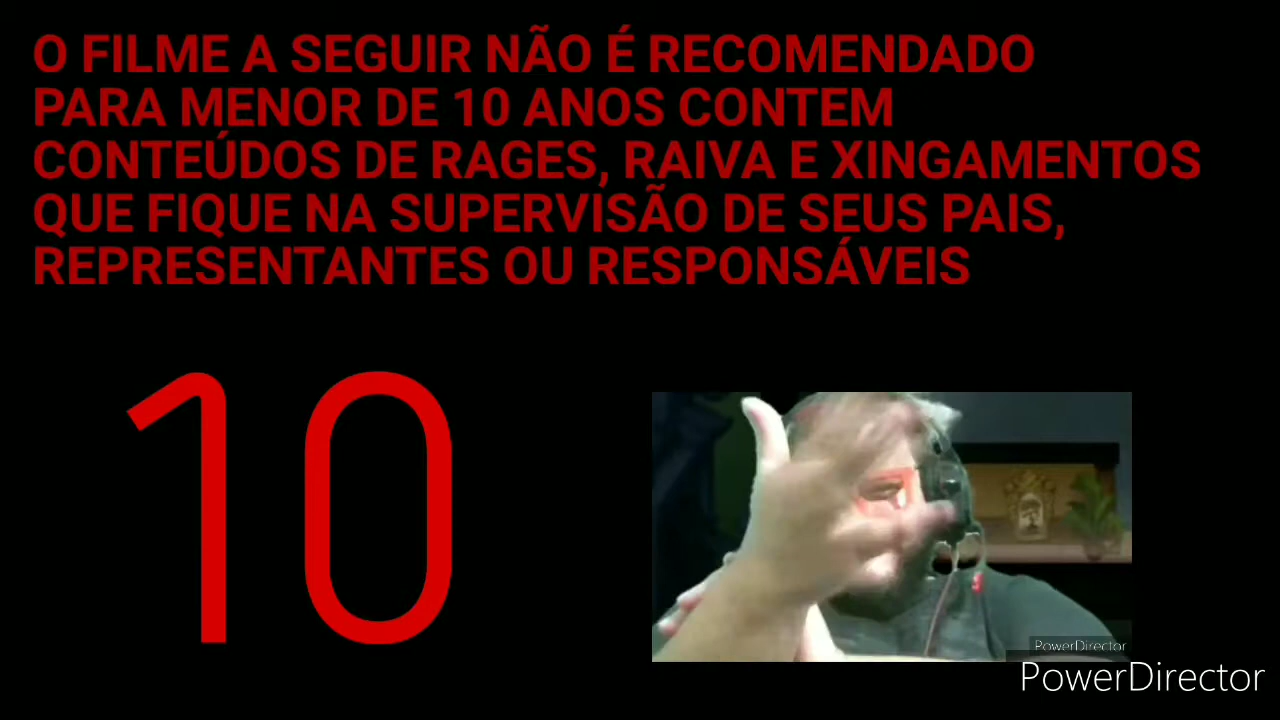 O FILME A SEGUIR NÃO É RECOMENDADO
PARA MENOR DE 10 ANOS CONTEM
CONTEÚDOS DE RAGES, RAIVA E XINGAMENTOS
QUE FIQUE NA SUPERVISÃO DE SEUS PAIS,
REPRESENTANTES OU RESPONSÁVEIS
10
PowerDirector
PowerDirector